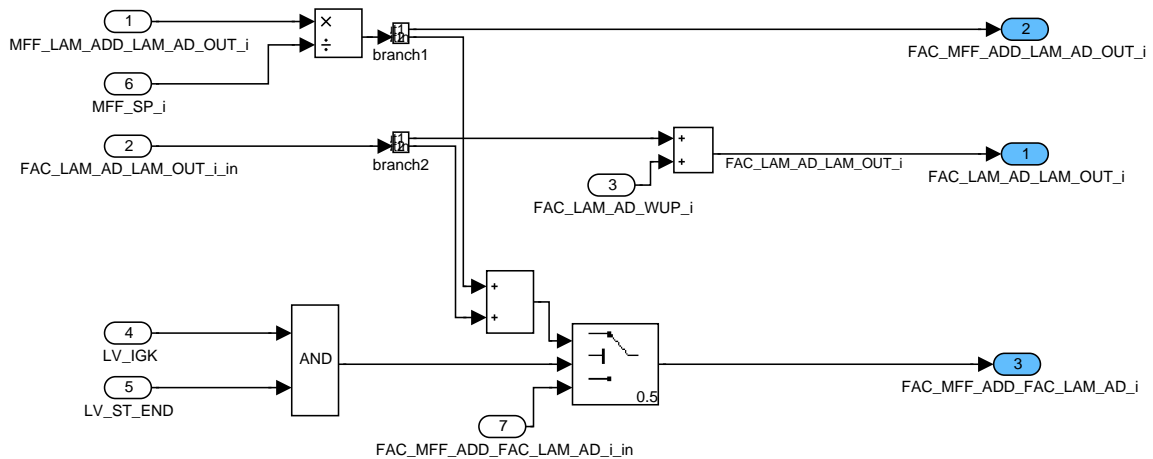 1
×
÷
MFF_LAM_ADD_LAM_AD_OUT_i
6
MFF_SP_i
branch1
2
FAC_MFF_ADD_LAM_AD_OUT_i
2
FAC_LAM_AD_LAM_OUT_i_in
branch2
+
+
3
FAC_LAM_AD_WUP_i
FAC_LAM_AD_LAM_OUT_i
1
FAC_LAM_AD_LAM_OUT_i
+
+
4
LV_IGK
5
LV_ST_END
AND
0.5
7
FAC_MFF_ADD_FAC_LAM_AD_i_in
3
FAC_MFF_ADD_FAC_LAM_AD_i